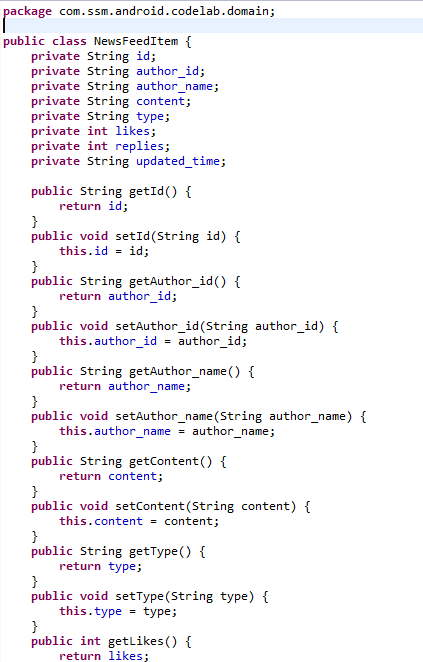 package com.ssm.android.codelab.domain;
public class NewsFeedItem {
    private String id;
    private String author_id;
    private String author_name;
    private String content;
    private String type;
    private int likes;
    private int replies;
    private String updated_time;

    public String getId() {
        return id;
    }
    public void setId(String id) {
        this.id = id;
    }
    public String getAuthor_id() {
        return author_id;
    }
    public void setAuthor_id(String author_id) {
        this.author_id = author_id;
    }
    public String getAuthor_name() {
        return author_name;
    }
    public void setAuthor_name(String author_name) {
        this.author_name = author_name;
    }
    public String getContent() {
        return content;
    }
    public void setContent(String content) {
        this.content = content;
    }
    public String getType() {
        return type;
    }
    public void setType(String type) {
        this.type = type;
    }
    public int getLikes() {
        return likes;